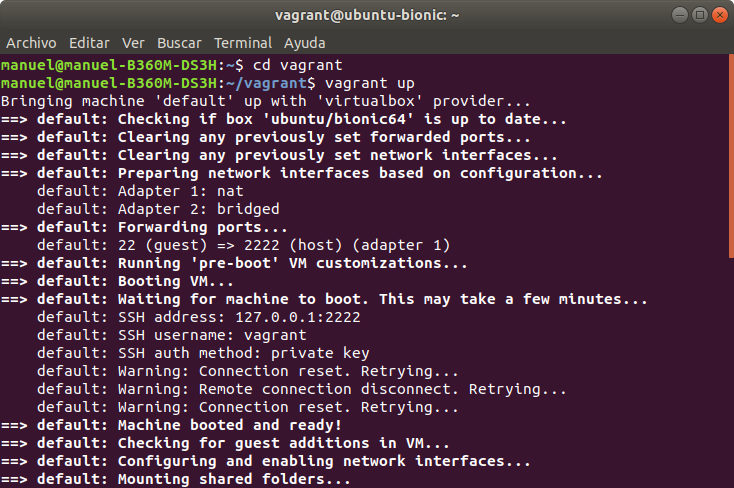 vagrant@ubuntu-bionic: ~
Archivo Editar Ver Buscar Terminal Ayuda
manuel@manuel-B360M-DS3H:~$ cd vagrant
manuel@manuel-B360M-DS3H:~/vagrant$ vagrant up
Bringing machine 'default' up with 'virtualbox' provider...
==> default: Checking if box 'ubuntu/bionic64' is up to date...
==> default: Clearing any previously set forwarded ports...
==> default: Clearing any previously set network interfaces...
==> default: Preparing network interfaces based on configuration...
    default: Adapter 1: nat
    default: Adapter 2: bridged
==> default: Forwarding ports...
    default: 22 (guest) => 2222 (host) (adapter 1)
==> default: Running 'pre-boot' VM customizations...
==> default: Booting VM...
==> default: Waiting for machine to boot. This may take a few minutes...
    default: SSH address: 127.0.0.1:2222
    default: SSH username: vagrant
    default: SSH auth method: private key
    default: Warning: Connection reset. Retrying...
    default: Warning: Remote connection disconnect. Retrying...
    default: Warning: Connection reset. Retrying...
==> default: Machine booted and ready!
==> default: Checking for guest additions in VM...
==> default: Configuring and enabling network interfaces...
==> default: Mounting shared folders...